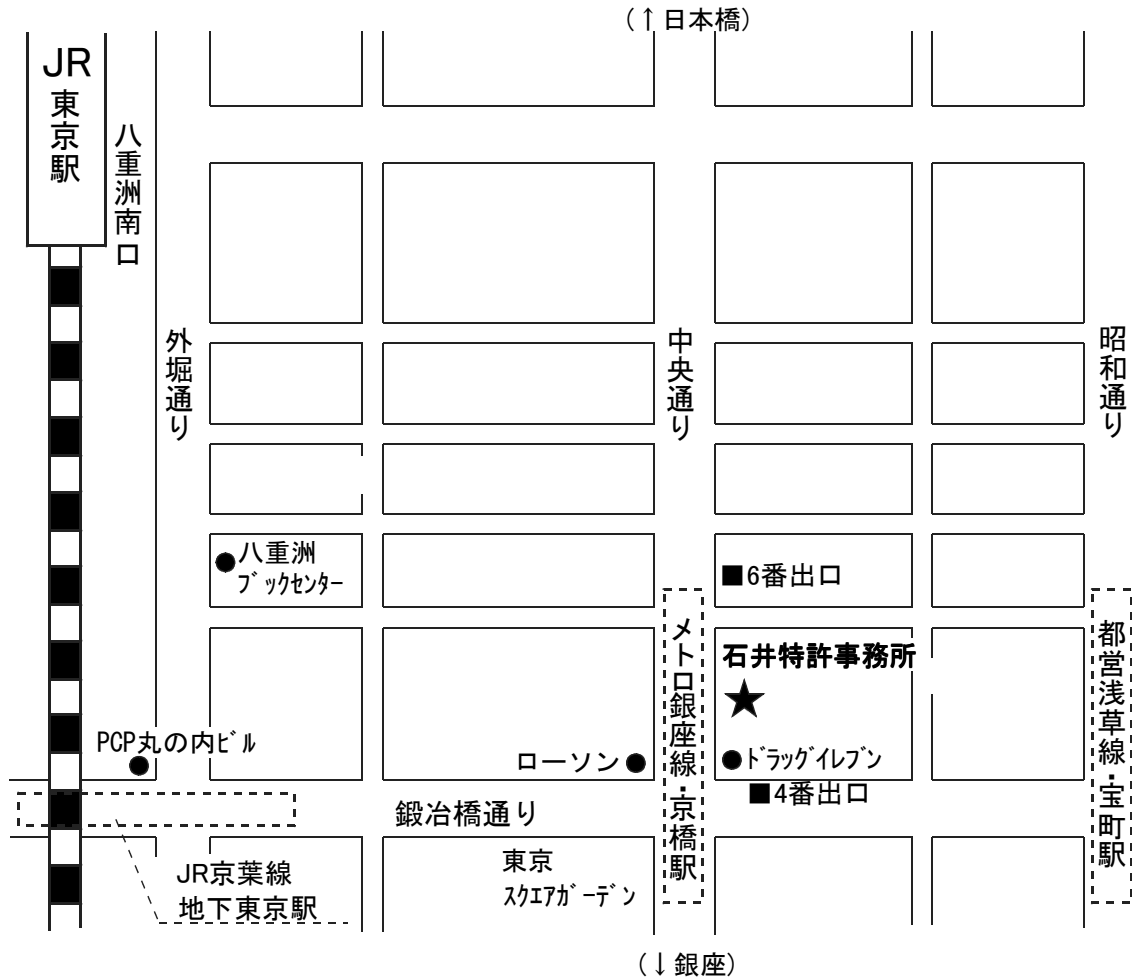 (↑日本橋)
JR
東京駅
八重洲南口
外堀通り
中央通り
昭和通り
八重洲
ブックセンター
■6番出口
メトロ銀座線・京橋駅
石井特許事務所
都営浅草線・宝町駅
PCP丸の内ビル
ローソン
ドラッグイレブン
■4番出口
鍛冶橋通り
東京
スクエアガーデン
JR京葉線
地下東京駅
(↓銀座)